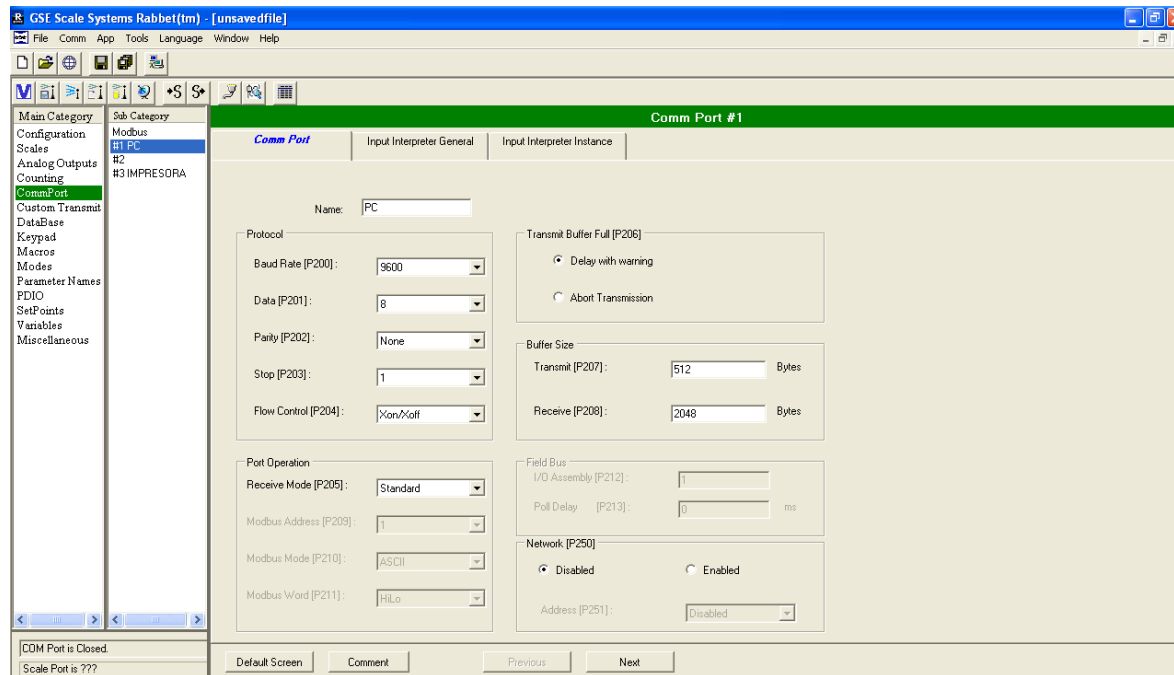 GSE Scale Systems Rabbet(tm) - [unsavedfile]
File Comm App Tools Language Window Help
Main Category
Configuration
Scales
Analog Outputs
Counting
CommPort
Custom Transmit
DataBase
Keypad
Macros
Modes
Parameter Names
PDIO
SetPoints
Variables
Miscellaneous
Sub Category
Modbus
#1 PC
#2
#3 IMPRESORA
Comm Port #1
Comm Port Input Interpreter General Input Interpreter Instance
Name: PC
Protocol
Baud Rate [P200] : 9600
Data [P201] : 8
Parity [P202] : None
Stop [P203] : 1
Flow Control [P204] : Xon/Xoff
Transmit Buffer Full [P206]
Delay with warning
Abort Transmission
Buffer Size
Transmit [P207] : 512 Bytes
Receive [P208] : 2048 Bytes
Port Operation
Receive Mode [P205] : Standard
Modbus Address [P209] : 1
Modbus Mode [P210] : ASCII
Modbus Word [P211] : HiLo
Field Bus
I/O Assembly [P212] : 1
Poll Delay [P213] : 0 ms
Network [P250]
Disabled Enabled
Address [P251] : Disabled
COM Port is Closed.
Scale Port is ???
Default Screen Comment Previous Next